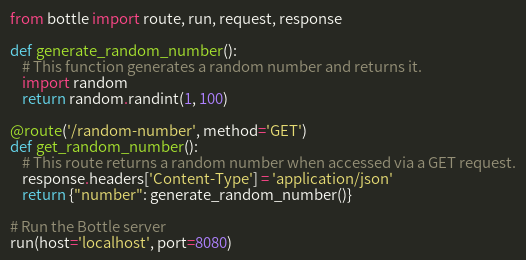 from bottle import route, run, request, response

def generate_random_number():
    # This function generates a random number and returns it.
    import random
    return random.randint(1, 100)

@route('/random-number', method='GET')
def get_random_number():
    # This route returns a random number when accessed via a GET request.
    response.headers['Content-Type'] = 'application/json'
    return {"number": generate_random_number()}

# Run the Bottle server
run(host='localhost', port=8080)